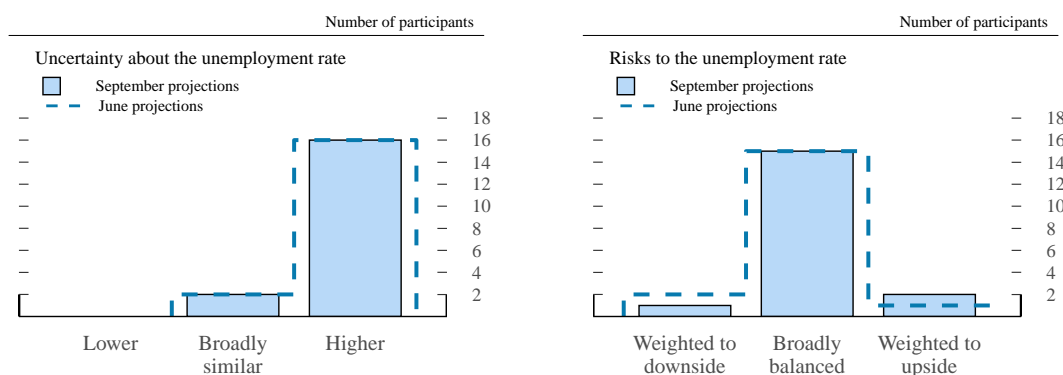 Number of participants
Uncertainty about the unemployment rate
September projections
June projections
18
16
14
12
10
8
6
4
2
Lower
Broadly similar
Higher
Number of participants
Risks to the unemployment rate
September projections
June projections
18
16
14
12
10
8
6
4
2
Weighted to downside
Broadly balanced
Weighted to upside